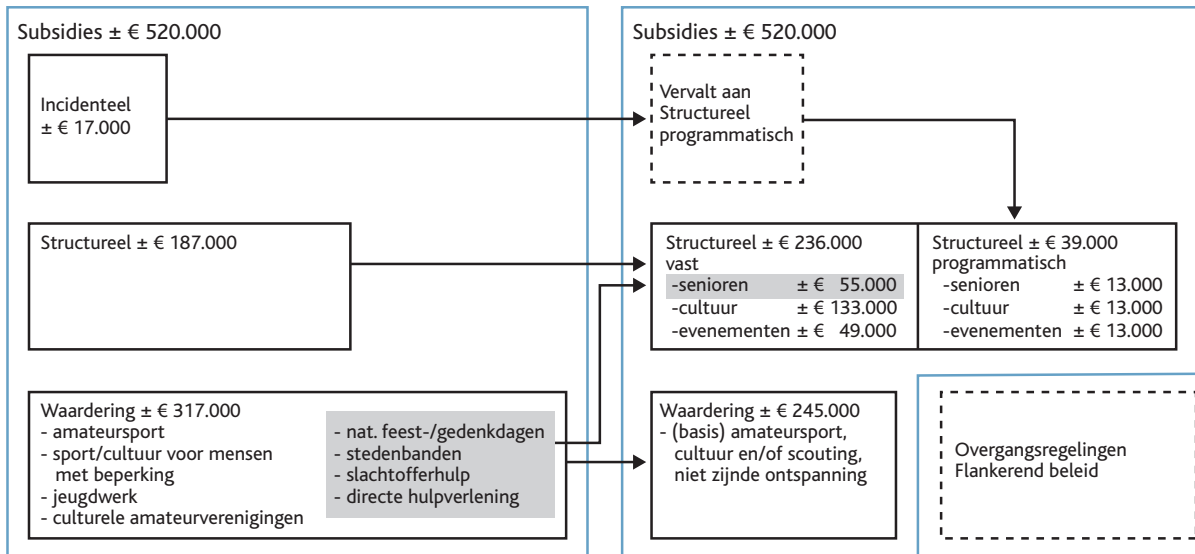 Subsidies ± € 520.000
Incidenteel
± € 17.000
Structureel ± € 187.000
Waardering ± € 317.000
- amateursport
- sport/cultuur voor mensen
met beperking
- jeugdwerk
- culturele amateurverenigingen
- nat. feest-/gedenkdagen
- stedenbanden
- slachtofferhulp
- directe hulpverlening
Subsidies ± € 520.000
Vervalt aan
Structureel
programmatisch
Structureel ± € 236.000
vast
-senioren ± € 55.000
-cultuur ± € 133.000
-evenementen ± € 49.000
Structureel ± € 39.000
programmatisch
-senioren ± € 13.000
-cultuur ± € 13.000
-evenementen ± € 13.000
Waardering ± € 245.000
- (basis) amateursport,
cultuur en/of scouting,
niet zijnde ontspanning
Overgangsregelingen
Flankerend beleid